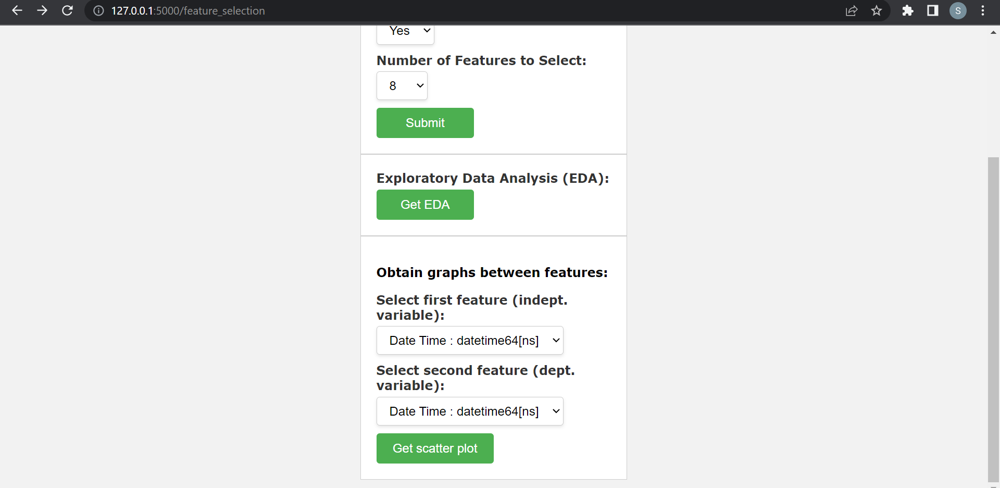 127.0.0.1:5000/feature_selection
S
Yes
Number of Features to Select:
8
Submit
Exploratory Data Analysis (EDA):
Get EDA
Obtain graphs between features:
Select first feature (indept.
variable):
Date Time : datetime64[ns]
Select second feature (dept.
variable):
Date Time : datetime64[ns]
Get scatter plot